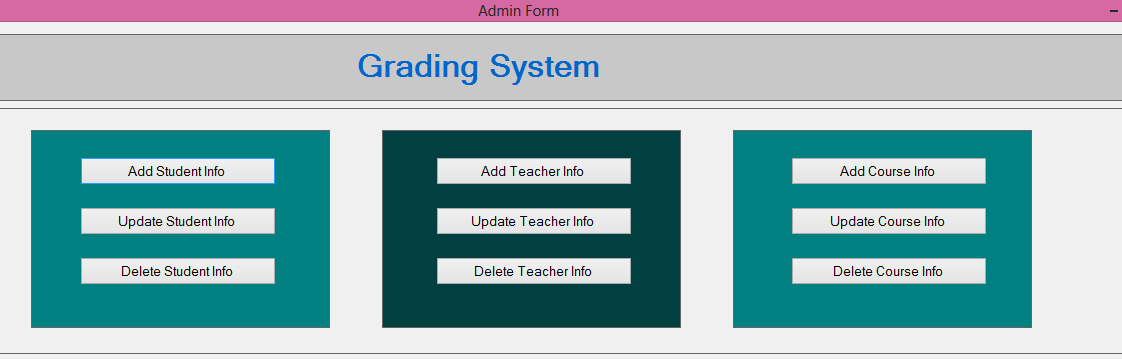 Admin Form
Grading System
Add Student Info
Update Student Info
Delete Student Info
Add Teacher Info
Update Teacher Info
Delete Teacher Info
Add Course Info
Update Course Info
Delete Course Info